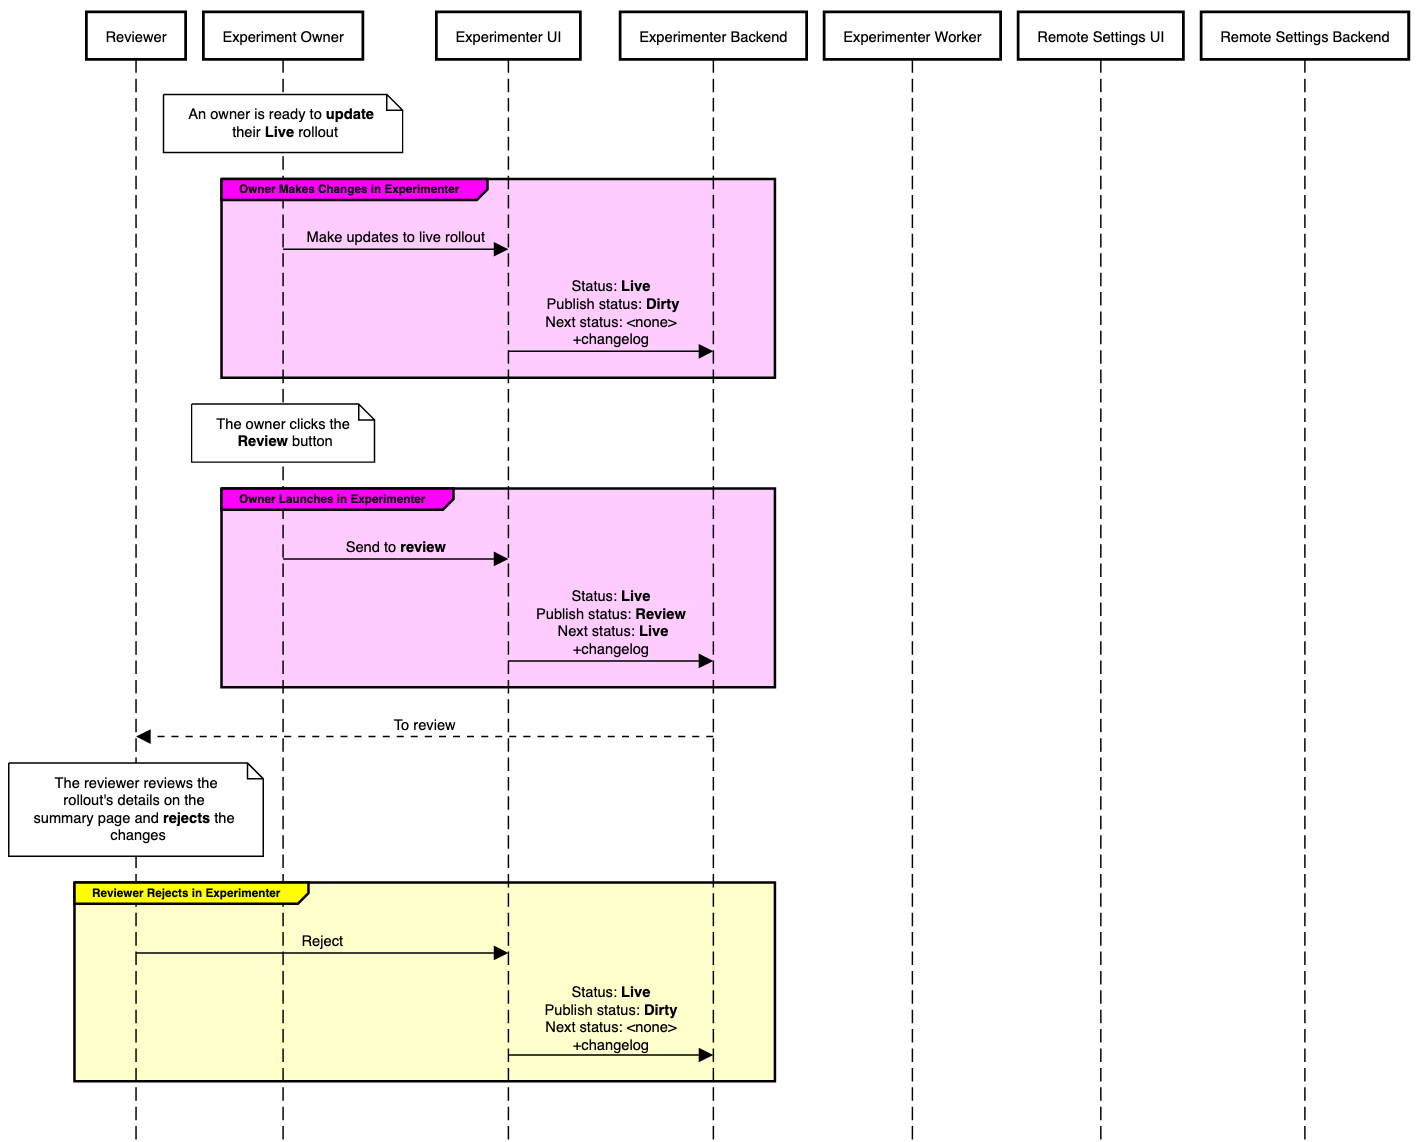 Reviewer
Experiment Owner
Experimenter UI
Experimenter Backend
Experimenter Worker
Remote Settings UI
Remote Settings Backend
An owner is ready to update
their Live rollout
Owner Makes Changes in Experimenter
Make updates to live rollout
Status: Live
Publish status: Dirty
Next status: <none>
+changelog
The owner clicks the
Review button
Owner Launches in Experimenter
Send to review
Status: Live
Publish status: Review
Next status: Live
+changelog
To review
The reviewer reviews the
rollout's details on the
summary page and rejects the
changes
Reviewer Rejects in Experimenter
Reject
Status: Live
Publish status: Dirty
Next status: <none>
+changelog